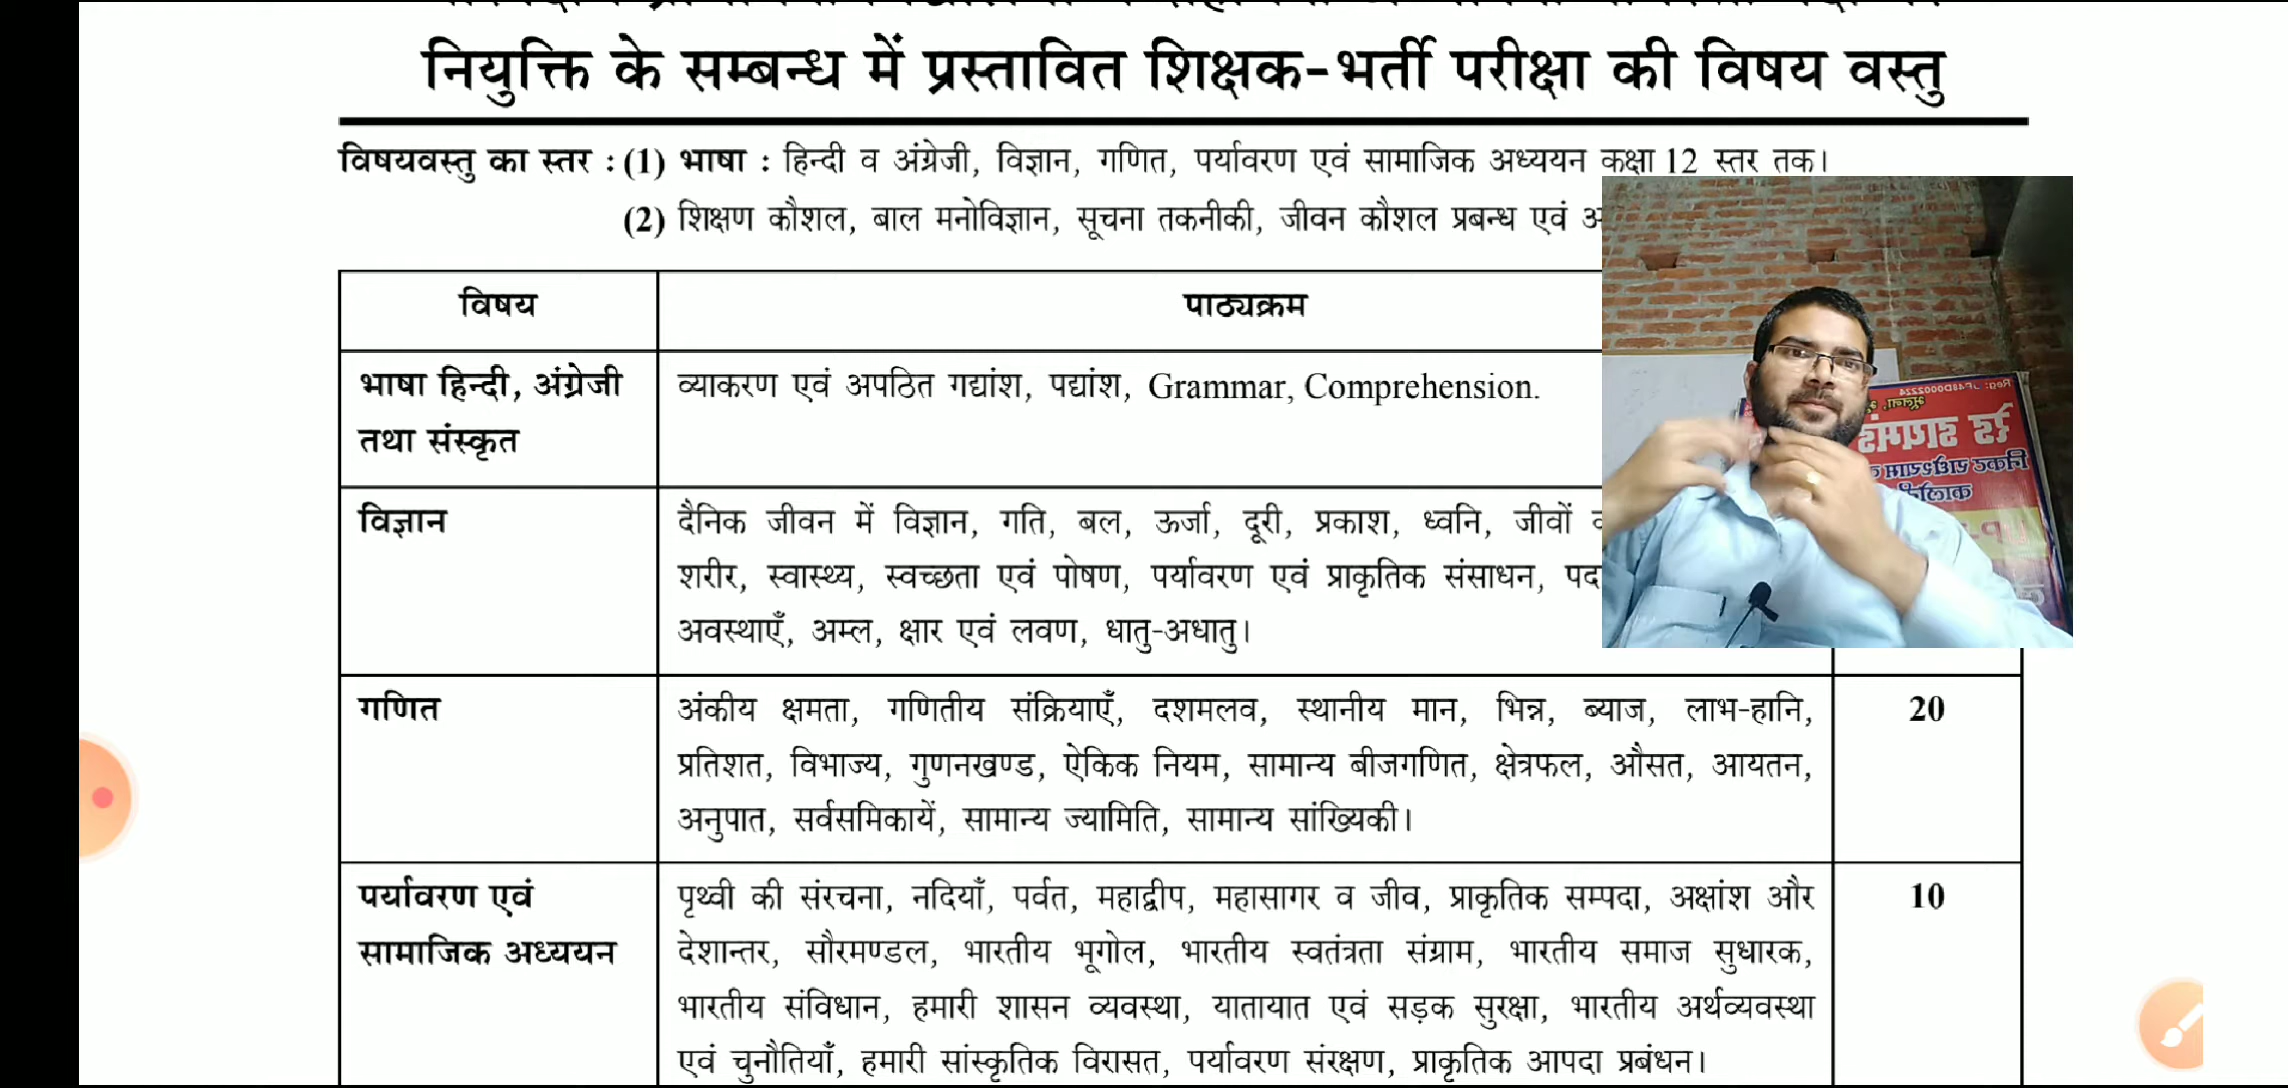 नियुक्ति के सम्बन्ध में प्रस्तावित शिक्षक-भर्ती परीक्षा की विषय वस्तु
विषयवस्तु का स्तर : (1) भाषा : हिन्दी व अंग्रेजी, विज्ञान, गणित, पर्यावरण एवं सामाजिक अध्ययन कक्षा 12 स्तर तक।
(2) शिक्षण कौशल, बाल मनोविज्ञान, सूचना तकनीकी, जीवन कौशल प्रबन्ध एवं
विषय
पाठ्यक्रम
भाषा हिन्दी, अंग्रेजी
तथा संस्कृत
व्याकरण एवं अपठित गद्यांश, पद्यांश, Grammar, Comprehension.
विज्ञान
दैनिक जीवन में विज्ञान, गति, बल, ऊर्जा, दूरी, प्रकाश, ध्वनि, जीवों
शरीर, स्वास्थ्य, स्वच्छता एवं पोषण, पर्यावरण एवं प्राकृतिक संसाधन,
अवस्थाएँ, अम्ल, क्षार एवं लवण, धातु-अधातु।
गणित
अंकीय क्षमता, गणितीय संक्रियाएँ, दशमलव, स्थानीय मान, भिन्न, ब्याज, लाभ-हानि,
प्रतिशत, विभाज्य, गुणनखण्ड, ऐकिक नियम, सामान्य बीजगणित, क्षेत्रफल, औसत, आयतन,
अनुपात, सर्वसमिकायें, सामान्य ज्यामिति, सामान्य सांख्यिकी।
20
पर्यावरण एवं
सामाजिक अध्ययन
पृथ्वी की संरचना, नदियाँ, पर्वत, महाद्वीप, महासागर व जीव, प्राकृतिक सम्पदा, अक्षांश और
देशान्तर, सौरमण्डल, भारतीय भूगोल, भारतीय स्वतंत्रता संग्राम, भारतीय समाज सुधारक,
भारतीय संविधान, हमारी शासन व्यवस्था, यातायात एवं सड़क सुरक्षा, भारतीय अर्थव्यवस्था
एवं चुनौतियाँ, हमारी सांस्कृतिक विरासत, पर्यावरण संरक्षण, प्राकृतिक आपदा प्रबंधन।
10